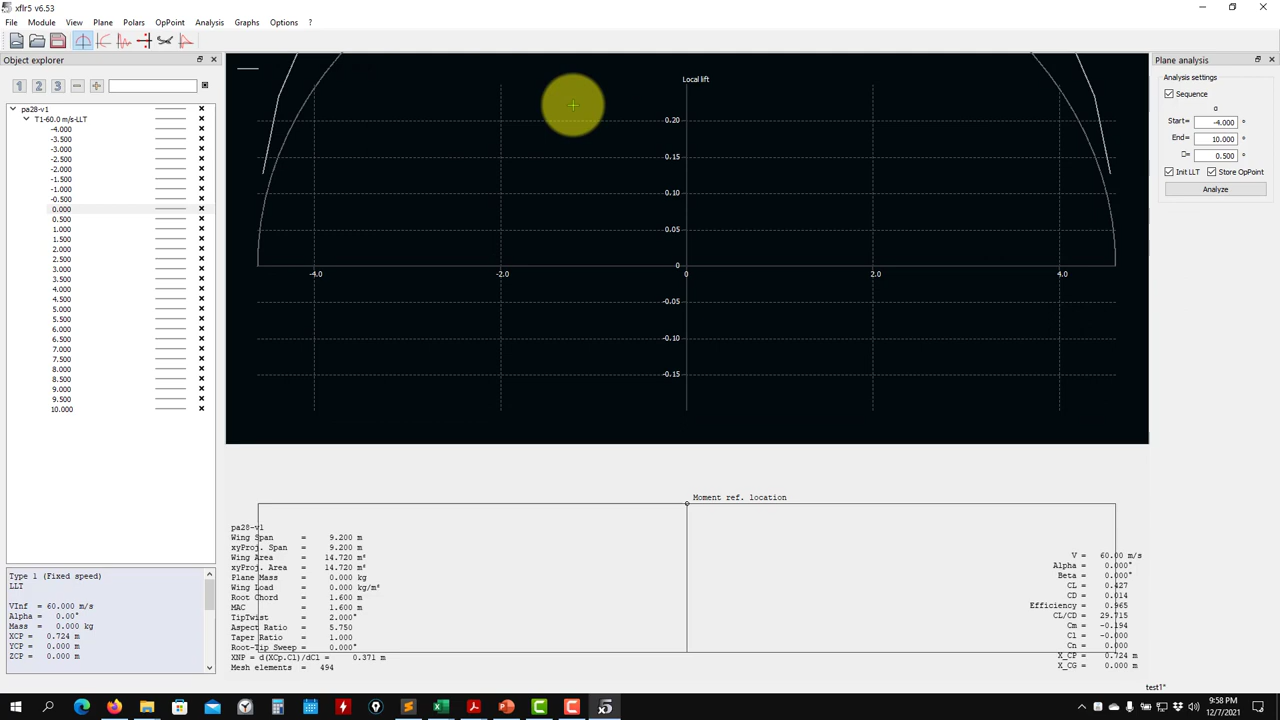 xflr5 v6.53
File Module View Plane Polars OpPoint Analysis Graphs Options ?
Object explorer
1 2 3
pa28-v1
T1-60.0 m/s-LLT
-4.000
-3.500
-3.000
-2.500
-2.000
-1.500
-1.000
-0.500
0.000
0.500
1.000
1.500
2.000
2.500
3.000
3.500
4.000
4.500
5.000
5.500
6.000
6.500
7.000
7.500
8.000
8.500
9.000
9.500
10.000
Type 1 (Fixed speed)
LLT
VInf = 60.000 m/s
Alpha = 0.00°
Mass = 0.000 kg
XCP = 0.724 m
YCP = 0.000 m
ZCP = 0.000 m
Local lift
0.20
0.15
0.10
0.05
0
-4.0 -2.0 0 2.0 4.0
-0.05
-0.10
-0.15
Moment ref. location
pa28-v1
Wing Span = 9.200 m
xyProj. Span = 9.200 m
Wing Area = 14.720 m²
xyProj. Area = 14.720 m²
Plane Mass = 0.000 kg
Wing Load = 0.000 kg/m²
Root Chord = 1.600 m
MAC = 1.600 m
TipTwist = 2.000°
Aspect Ratio = 5.750
Taper Ratio = 1.000
Root-Tip Sweep = 0.000°
XNP = d(XCp.Cl)/dCl = 0.371 m
Mesh elements = 494
V = 60.00 m/s
Alpha = 0.000°
Beta = 0.000°
CL = 0.427
CD = 0.014
Efficiency = 0.965
CL/CD = 29.715
Cm = -0.194
Cl = -0.000
Cn = 0.000
X_CP = 0.724 m
X_CG = 0.000 m
Plane analysis
Analysis settings
Sequence
α
Start= -4.000 °
End= 10.000 °
= 0.500 °
Init LLT Store OpPoint
Analyze
test1*
9:58 PM
12/7/2021